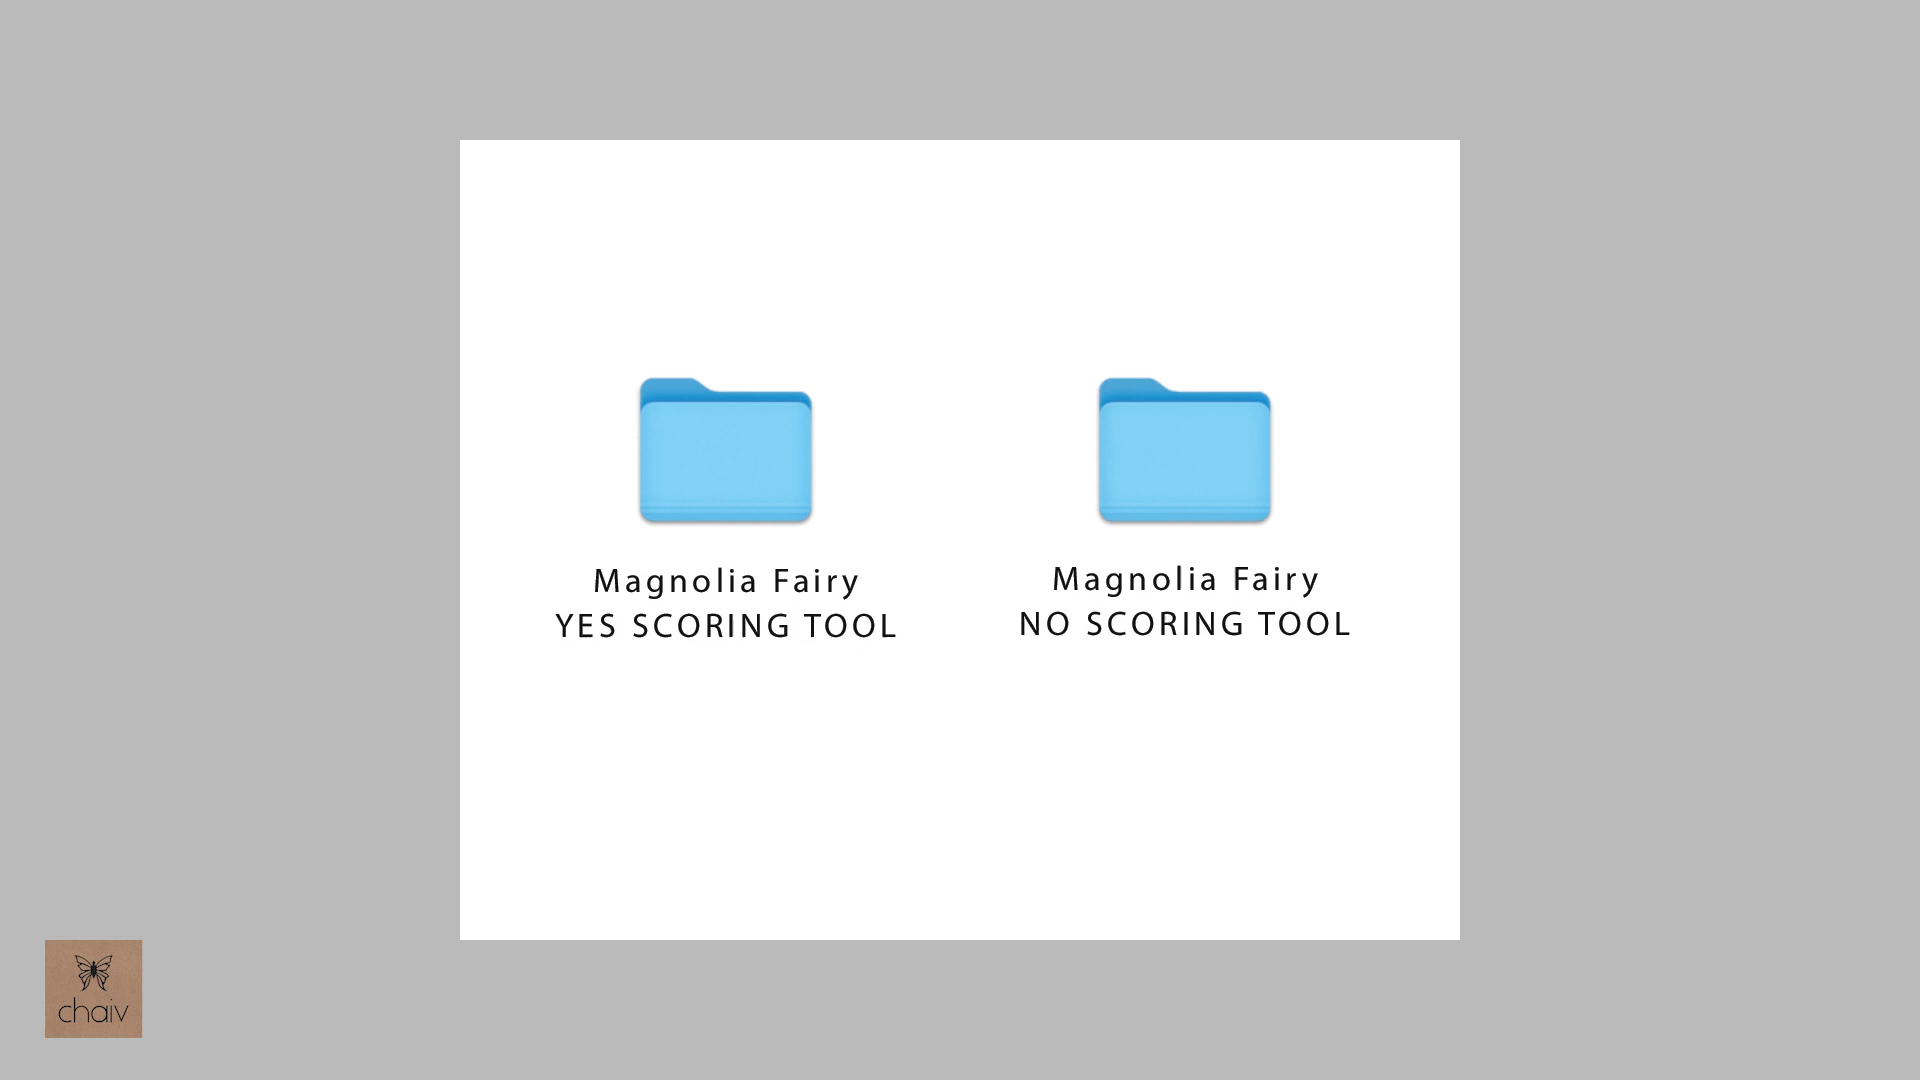 Magnolia Fairy
YES SCORING TOOL
Magnolia Fairy
NO SCORING TOOL
chaiv